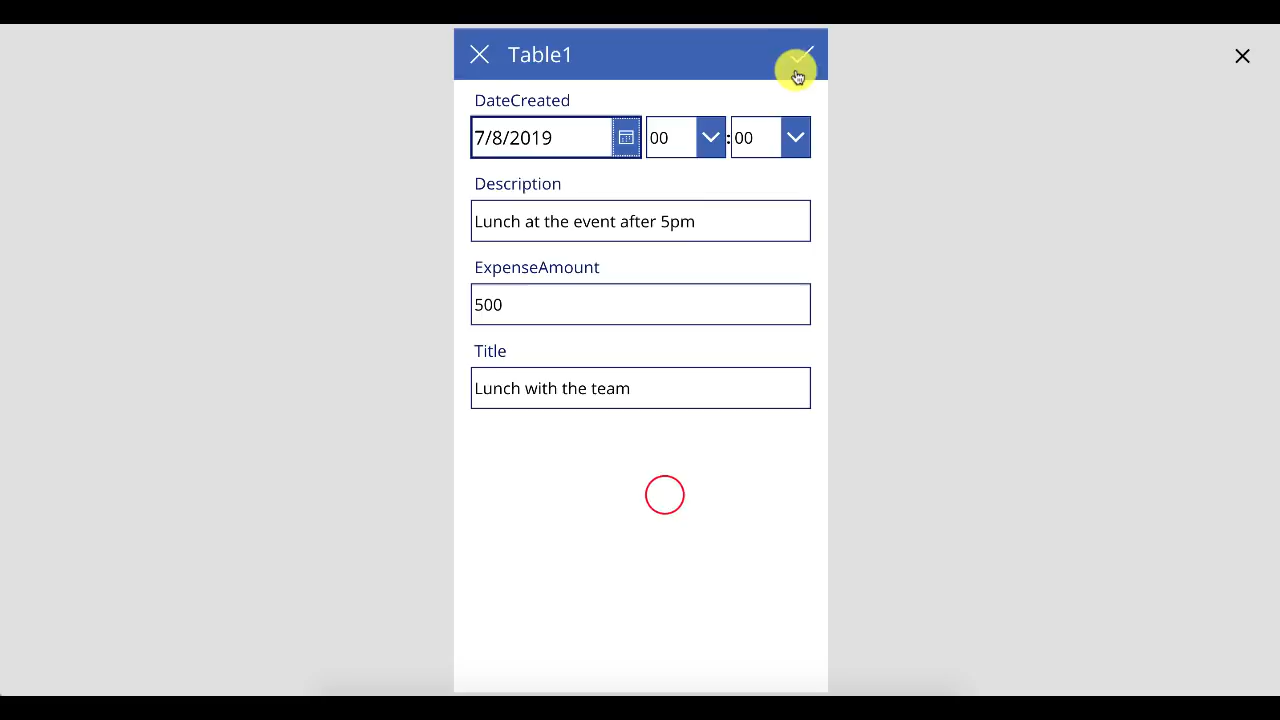 Table1
DateCreated
7/8/2019 00 : 00
Description
Lunch at the event after 5pm
ExpenseAmount
500
Title
Lunch with the team